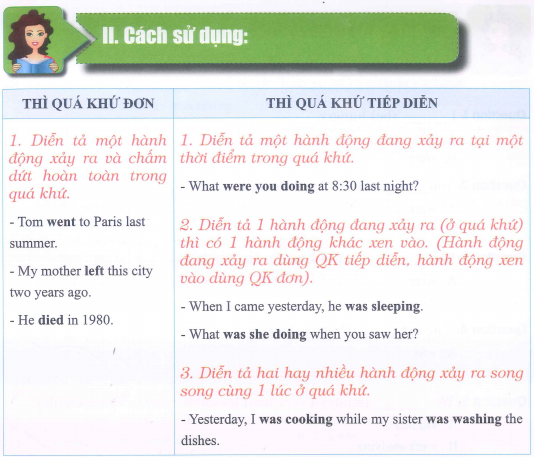 II. Cách sử dụng:
THÌ QUÁ KHỨ ĐƠN
1. Diễn tả một hành
động xảy ra và chấm
dứt hoàn toàn trong
quá khứ.
- Tom went to Paris last
summer.
- My mother left this city
two years ago.
- He died in 1980.
THÌ QUÁ KHỨ TIẾP DIỄN
1. Diễn tả một hành động đang xảy ra tại một
thời điểm trong quá khứ.
- What were you doing at 8:30 last night?
2. Diễn tả 1 hành động đang xảy ra (ở quá khứ)
thì có 1 hành động khác xen vào. (Hành động
đang xảy ra dùng QK tiếp diễn, hành động xen
vào dùng QK đơn).
- When I came yesterday, he was sleeping.
- What was she doing when you saw her?
3. Diễn tả hai hay nhiều hành động xảy ra song
song cùng 1 lúc ở quá khứ.
- Yesterday, I was cooking while my sister was washing the
dishes.